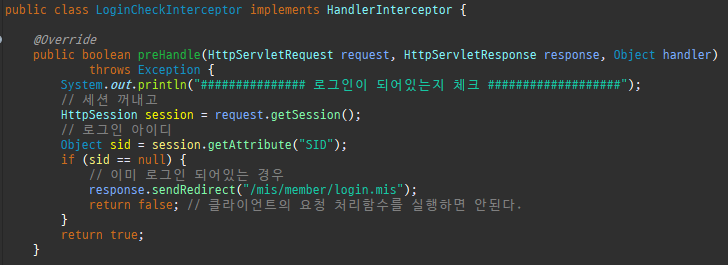 public class LoginCheckInterceptor implements HandlerInterceptor {
@Override
public boolean preHandle(HttpServletRequest request, HttpServletResponse response, Object handler)
throws Exception {
System.out.println("############### 로그인이 되어있는지 체크 ###################");
// 세션 꺼내고
HttpSession session = request.getSession();
// 로그인 아이디
Object sid = session.getAttribute("SID");
if (sid == null) {
// 이미 로그인 되어있는 경우
response.sendRedirect("/mis/member/login.mis");
return false; // 클라이언트의 요청 처리함수를 실행하면 안된다.
}
return true;
}